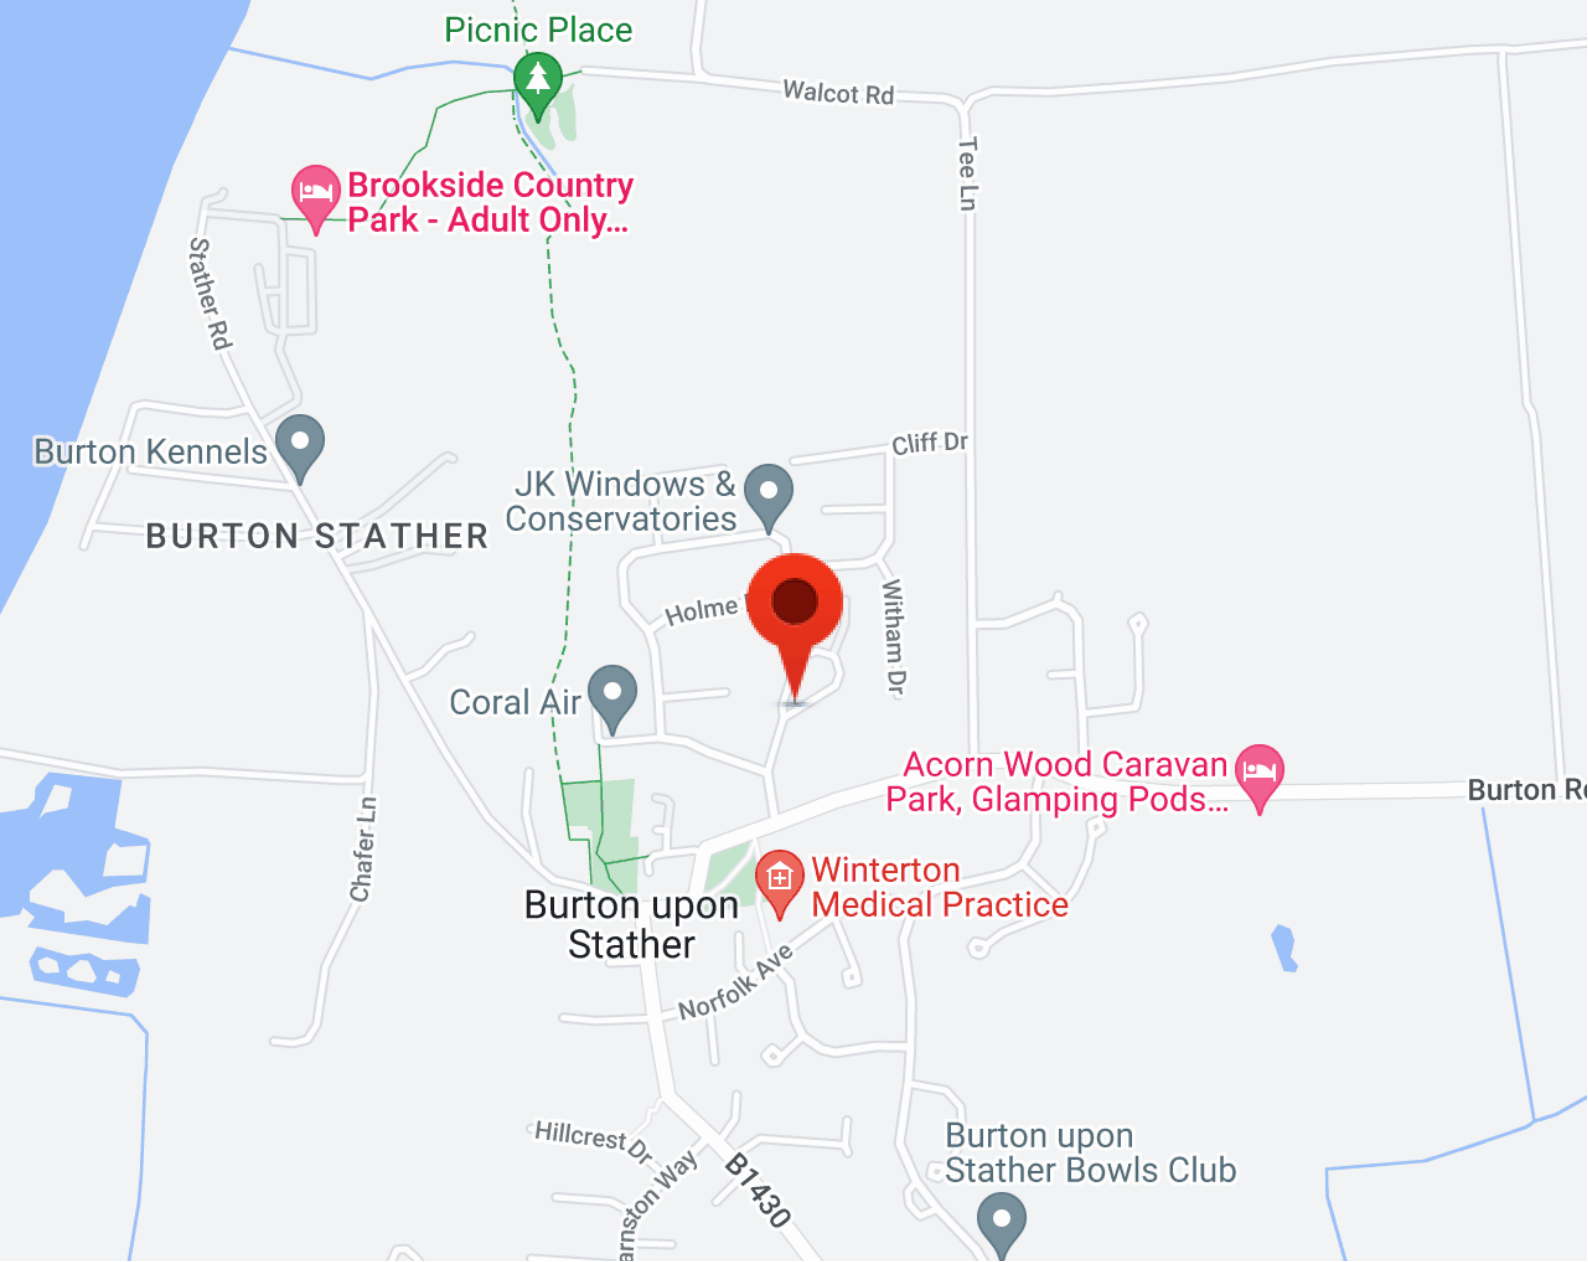 Picnic Place
Walcot Rd
Tee Ln
Brookside Country
Park - Adult Only...
Stather Rd
Cliff Dr
Burton Kennels
JK Windows &
Conservatories
BURTON STATHER
Holme
Witham Dr
Coral Air
Acorn Wood Caravan
Park, Glamping Pods...
Burton
Chafer Ln
Winterton
Medical Practice
Burton upon
Stather
Norfolk Ave
Hillcrest Dr
Burton upon
Stather Bowls Club
B1430
Way